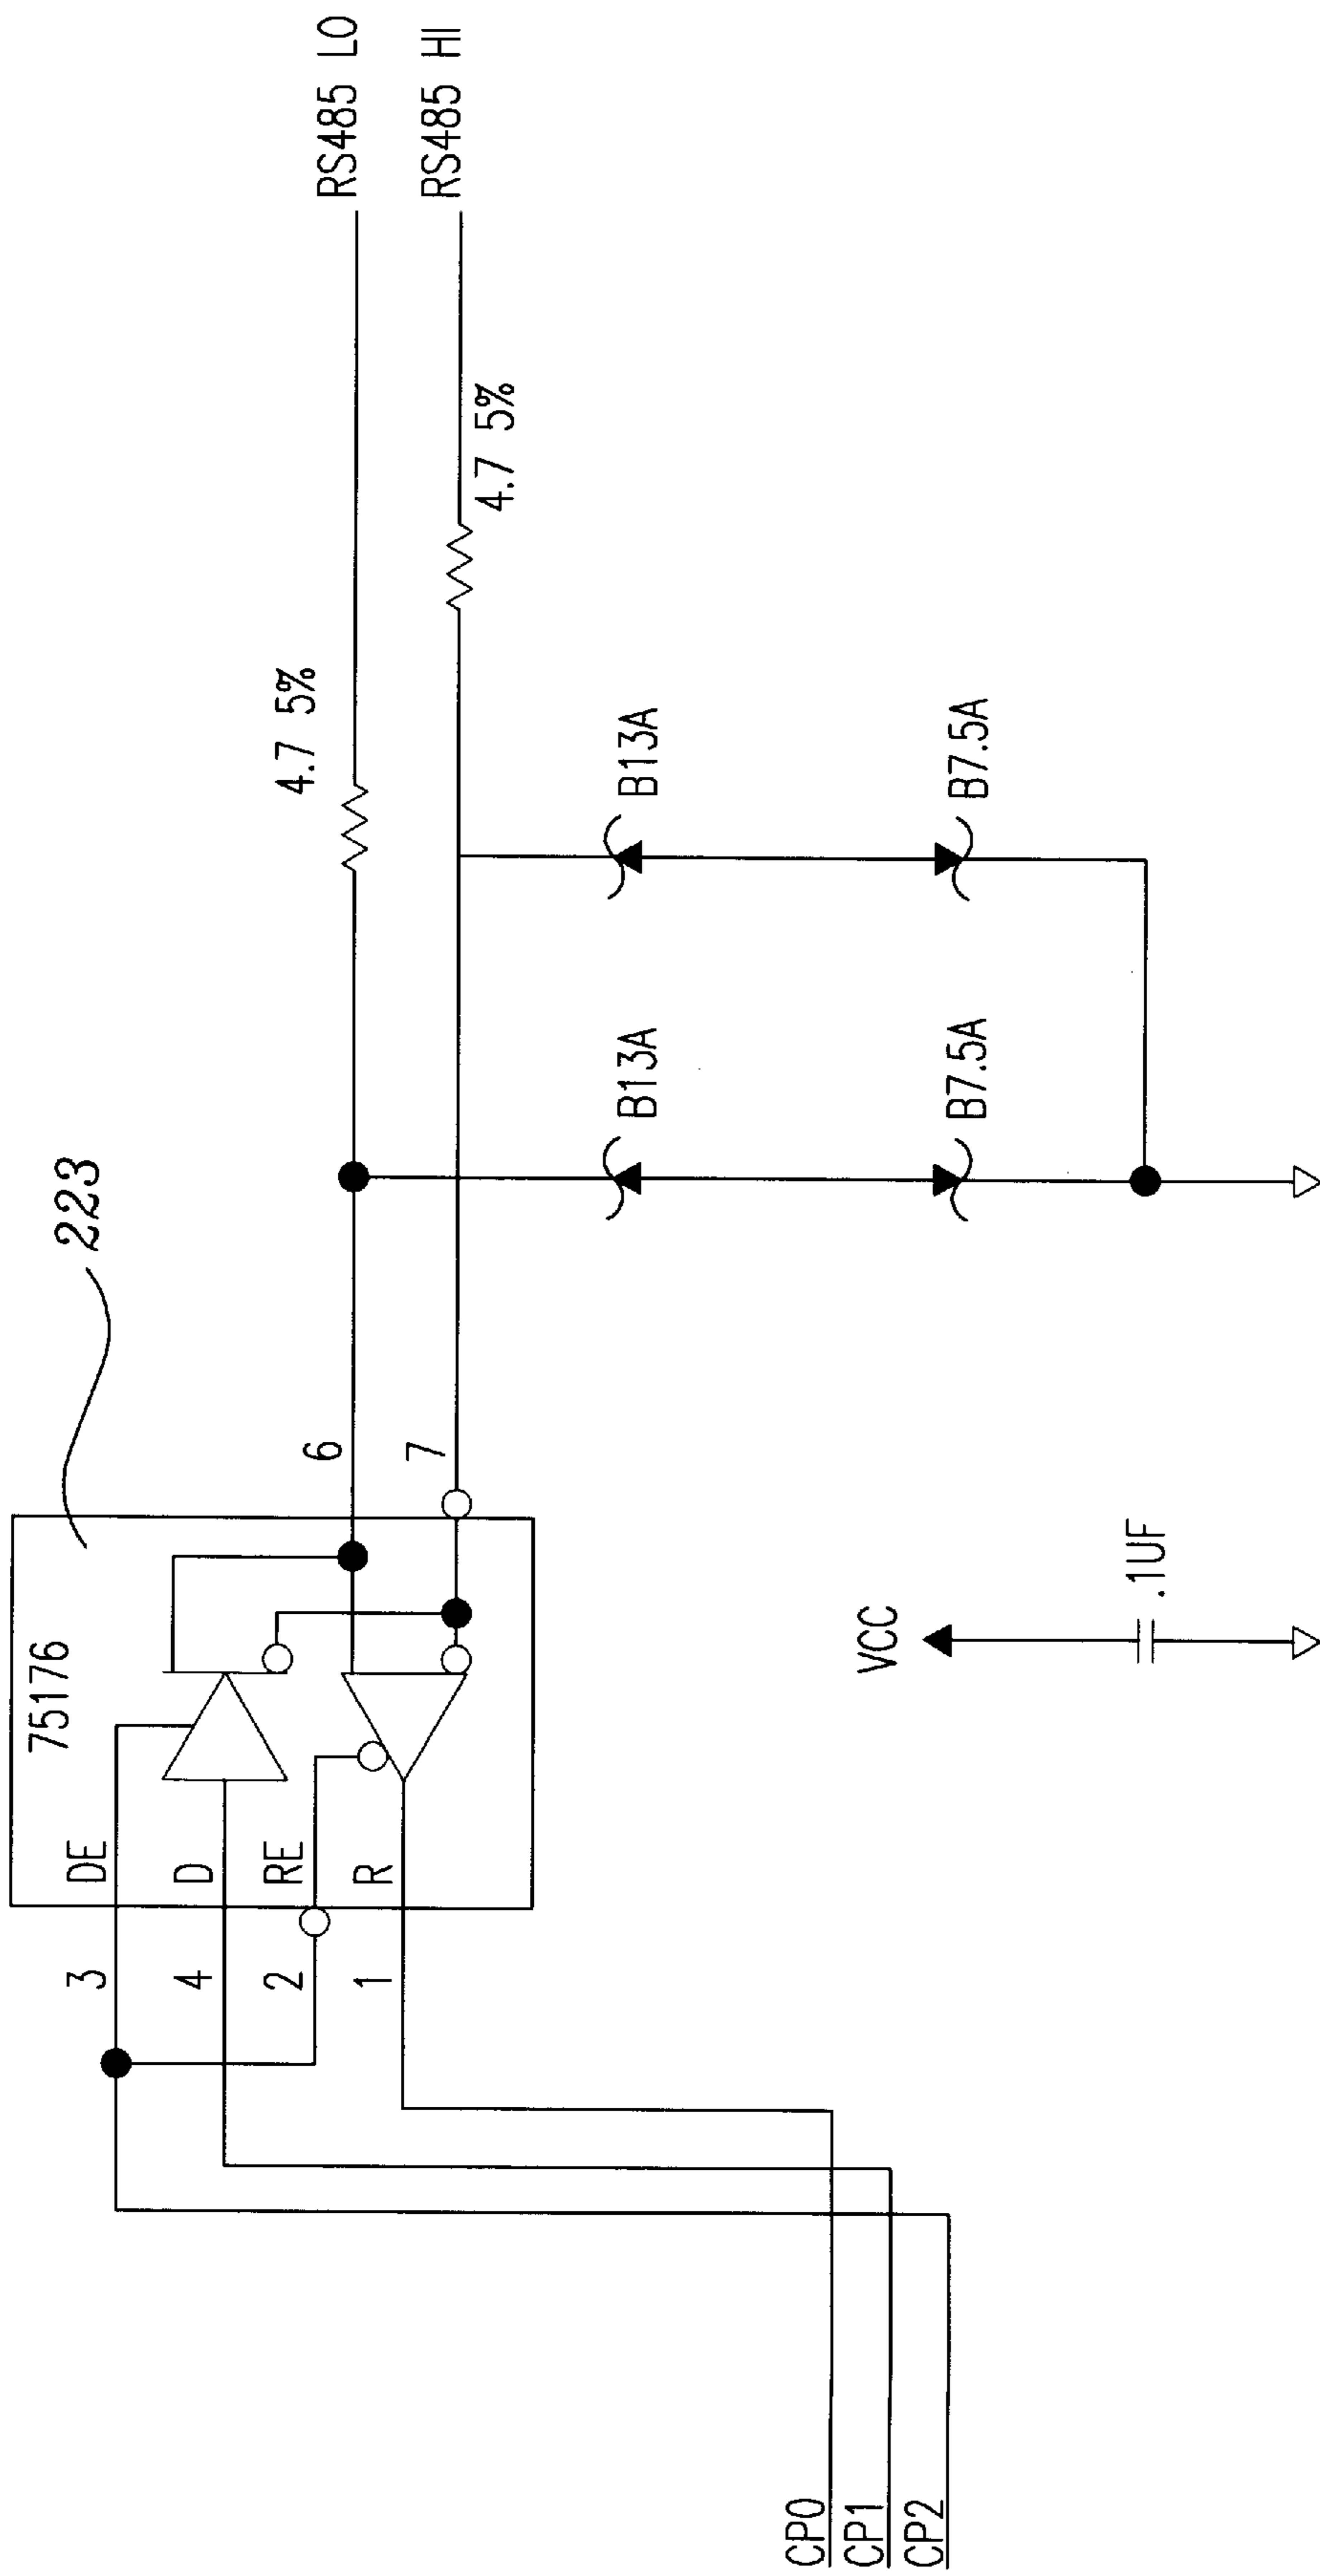 223
75176
3
DE
4
D
2
RE
1
R
6
7
4.7 5%
RS485 LO
4.7 5%
RS485 HI
B13A
B13A
B7.5A
B7.5A
CP0
CP1
CP2
VCC
.1UF